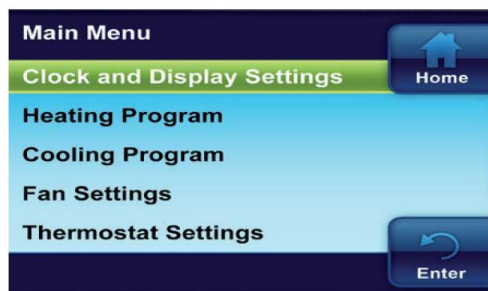 Main Menu
Clock and Display Settings
Home
Heating Program
Cooling Program
Fan Settings
Thermostat Settings
Enter